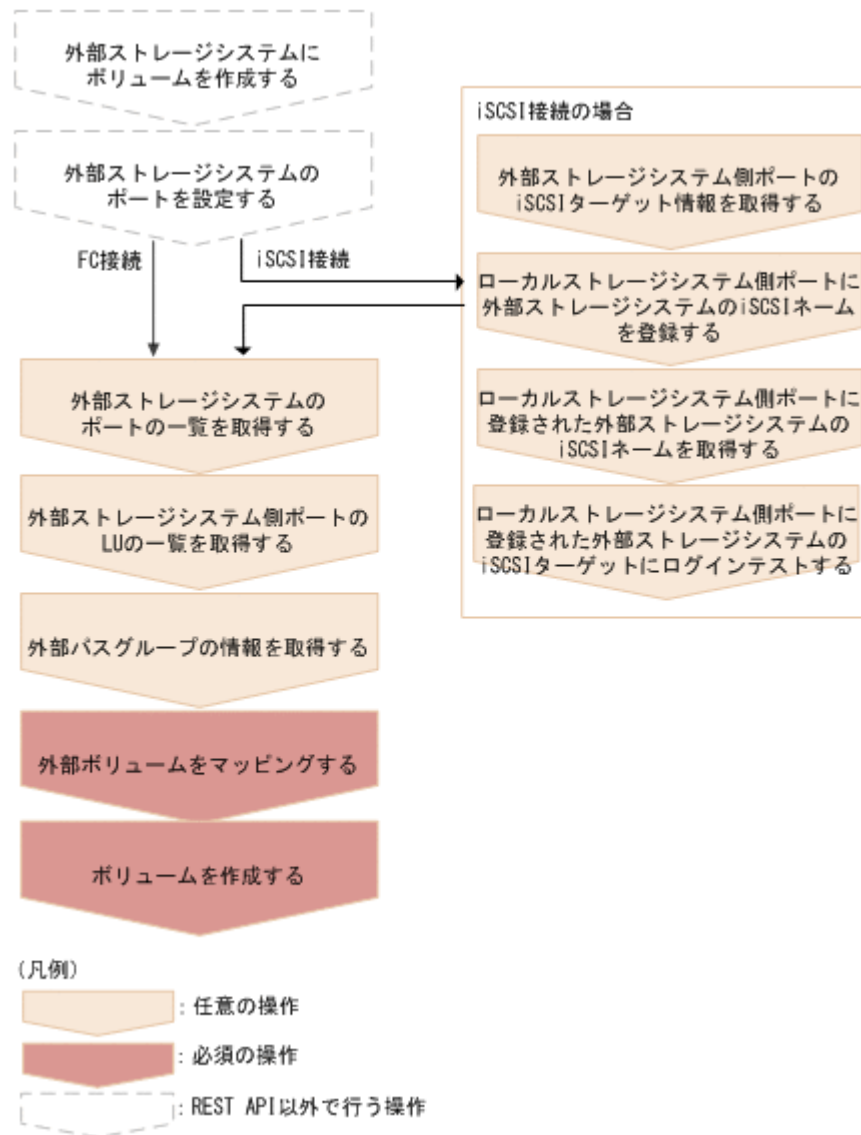 外部ストレージシステムに
ボリュームを作成する
外部ストレージシステムの
ポートを設定する
FC接続
iSCSI接続
iSCSI接続の場合
外部ストレージシステム側ポートの
iSCSIターゲット情報を取得する
ローカルストレージシステム側ポートに
外部ストレージシステムのiSCSIネーム
を登録する
ローカルストレージシステム側ポートに
登録された外部ストレージシステムの
iSCSIネームを取得する
ローカルストレージシステム側ポートに
登録された外部ストレージシステムの
iSCSIターゲットにログインテストする
外部ストレージシステムの
ポートの一覧を取得する
外部ストレージシステム側ポートの
LUの一覧を取得する
外部パスグループの情報を取得する
外部ボリュームをマッピングする
ボリュームを作成する
(凡例)
: 任意の操作
: 必須の操作
: REST API以外で行う操作